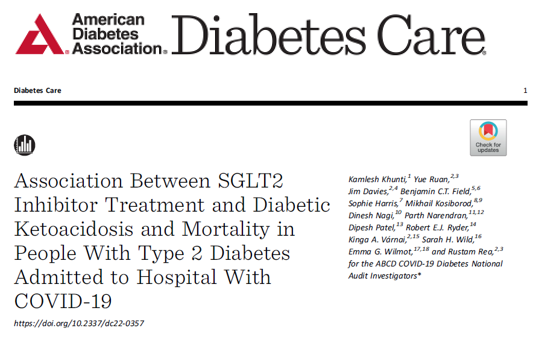 American
Diabetes
Association®
Diabetes Care®
Diabetes Care
1
Check for
updates
Association Between SGLT2
Inhibitor Treatment and Diabetic
Ketoacidosis and Mortality in
People With Type 2 Diabetes
Admitted to Hospital With
COVID-19
https://doi.org/10.2337/dc22-0357
Kamlesh Khunti,1 Yue Ruan,2,3
Jim Davies,2,4 Benjamin C.T. Field,5,6
Sophie Harris,7 Mikhail Kosiborod,8,9
Dinesh Nagi,10 Parth Narendran,11,12
Dipesh Patel,13 Robert E.J. Ryder,14
Kinga A. Várnai,2,15 Sarah H. Wild,16
Emma G. Wilmot,17,18 and Rustam Rea,2,3
for the ABCD COVID-19 Diabetes National
Audit Investigators*